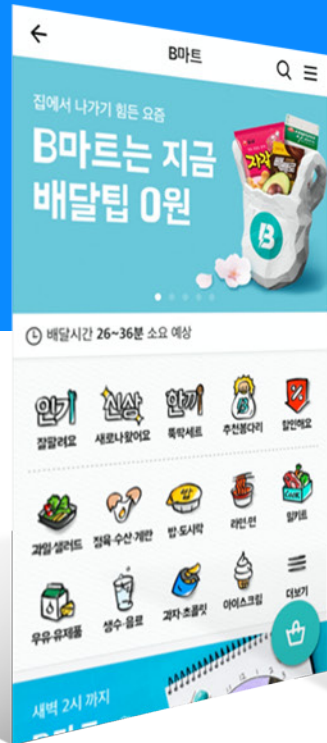 B마트
집에서 나가기 힘든 요즘
B마트는 지금
배달팁 0원
배달시간 26~36분 소요 예상
인기 신상 한끼
잘팔려요 새로나왔어요 뚝딱세트 추천봉다리 할인해요
과일·샐러드 정육·수산·계란 밥·도시락 라면·면 밀키트
우유·유제품 생수·음료 과자·초콜릿 아이스크림 더보기
새벽 2시 까지